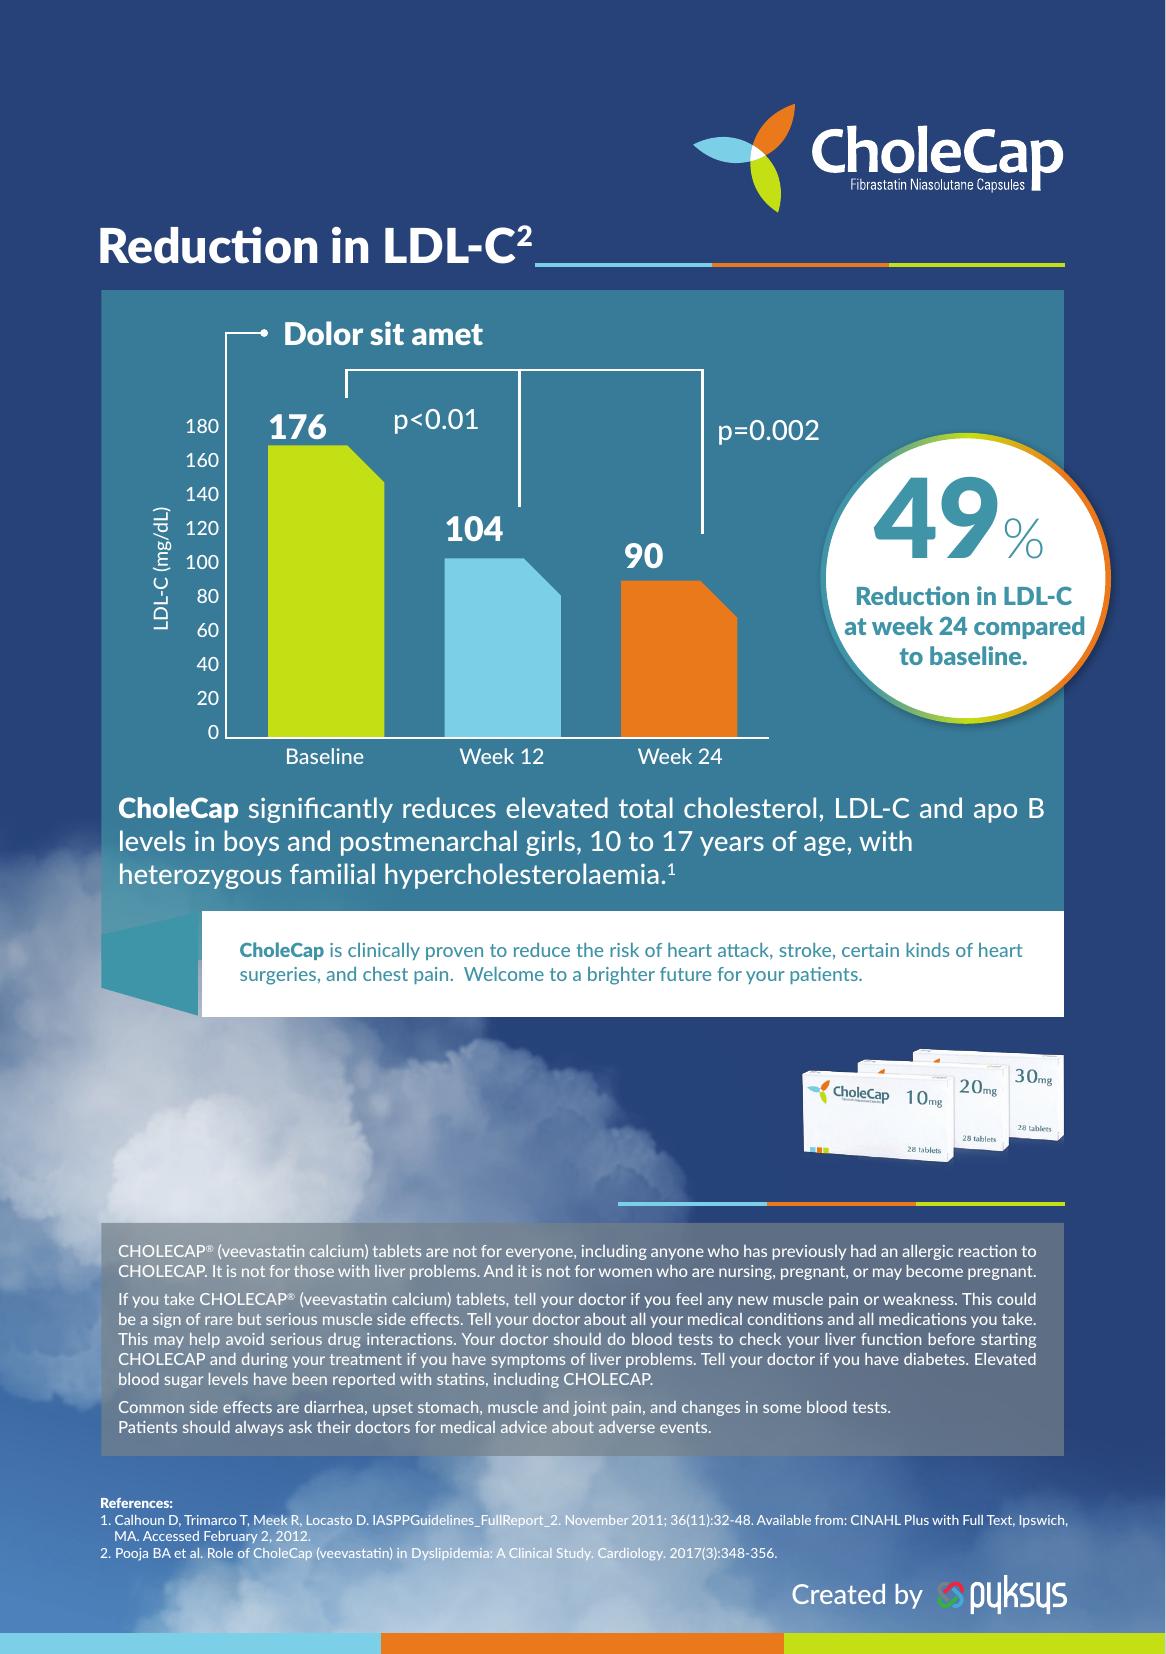 CholeCap
Fibrastatin Niasolutane Capsules
Reduction in LDL-C²
Dolor sit amet
176
p<0.01
p=0.002
104
90
180
160
140
120
100
80
60
40
20
0
LDL-C (mg/dL)
Baseline
Week 12
Week 24
49%
Reduction in LDL-C
at week 24 compared
to baseline.
CholeCap significantly reduces elevated total cholesterol, LDL-C and apo B
levels in boys and postmenarchal girls, 10 to 17 years of age, with
heterozygous familial hypercholesterolaemia.¹
CholeCap is clinically proven to reduce the risk of heart attack, stroke, certain kinds of heart
surgeries, and chest pain. Welcome to a brighter future for your patients.
CholeCap 10mg
28 tablets
20mg
28 tablets
30mg
28 tablets
CHOLECAP® (veevastatin calcium) tablets are not for everyone, including anyone who has previously had an allergic reaction to
CHOLECAP. It is not for those with liver problems. And it is not for women who are nursing, pregnant, or may become pregnant.
If you take CHOLECAP® (veevastatin calcium) tablets, tell your doctor if you feel any new muscle pain or weakness. This could
be a sign of rare but serious muscle side effects. Tell your doctor about all your medical conditions and all medications you take.
This may help avoid serious drug interactions. Your doctor should do blood tests to check your liver function before starting
CHOLECAP and during your treatment if you have symptoms of liver problems. Tell your doctor if you have diabetes. Elevated
blood sugar levels have been reported with statins, including CHOLECAP.
Common side effects are diarrhea, upset stomach, muscle and joint pain, and changes in some blood tests.
Patients should always ask their doctors for medical advice about adverse events.
References:
1. Calhoun D, Trimarco T, Meek R, Locasto D. IASPPGuidelines_FullReport_2. November 2011; 36(11):32-48. Available from: CINAHL Plus with Full Text, Ipswich,
MA. Accessed February 2, 2012.
2. Pooja BA et al. Role of CholeCap (veevastatin) in Dyslipidemia: A Clinical Study. Cardiology. 2017(3):348-356.
Created by pyksys